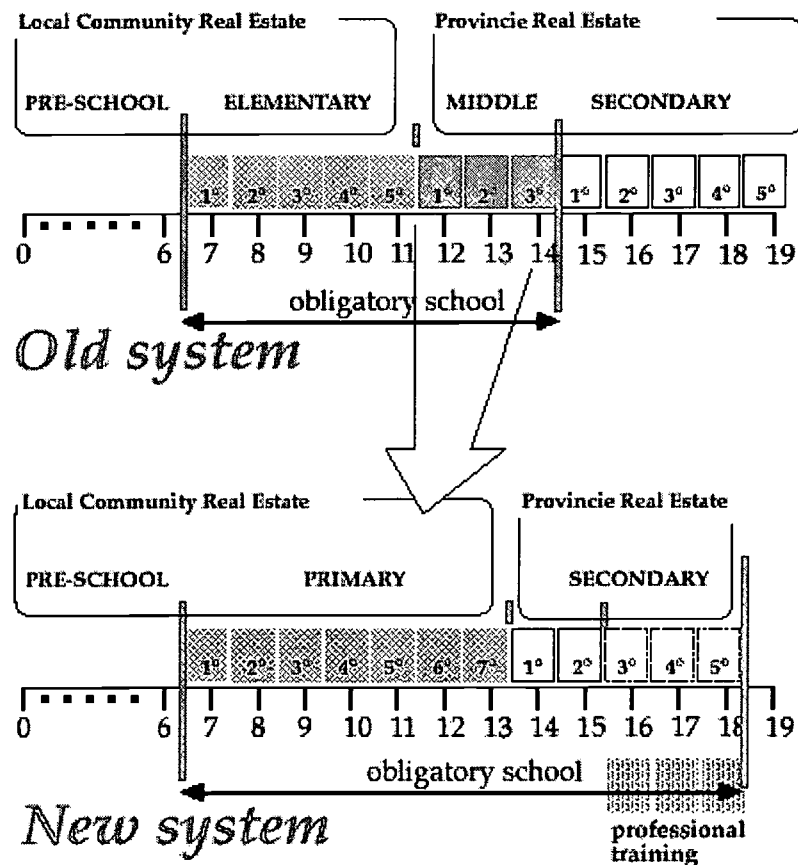 Local Community Real Estate Provincie Real Estate
PRE-SCHOOL ELEMENTARY MIDDLE SECONDARY
1° 2° 3° 4° 5° 1° 2° 3° 1° 2° 3° 4° 5°
0 6 7 8 9 10 11 12 13 14 15 16 17 18 19
obligatory school
Old system
Local Community Real Estate Provincie Real Estate
PRE-SCHOOL PRIMARY SECONDARY
1° 2° 3° 4° 5° 6° 7° 1° 2° 3° 4° 5°
0 6 7 8 9 10 11 12 13 14 15 16 17 18 19
obligatory school
New system
professional
training